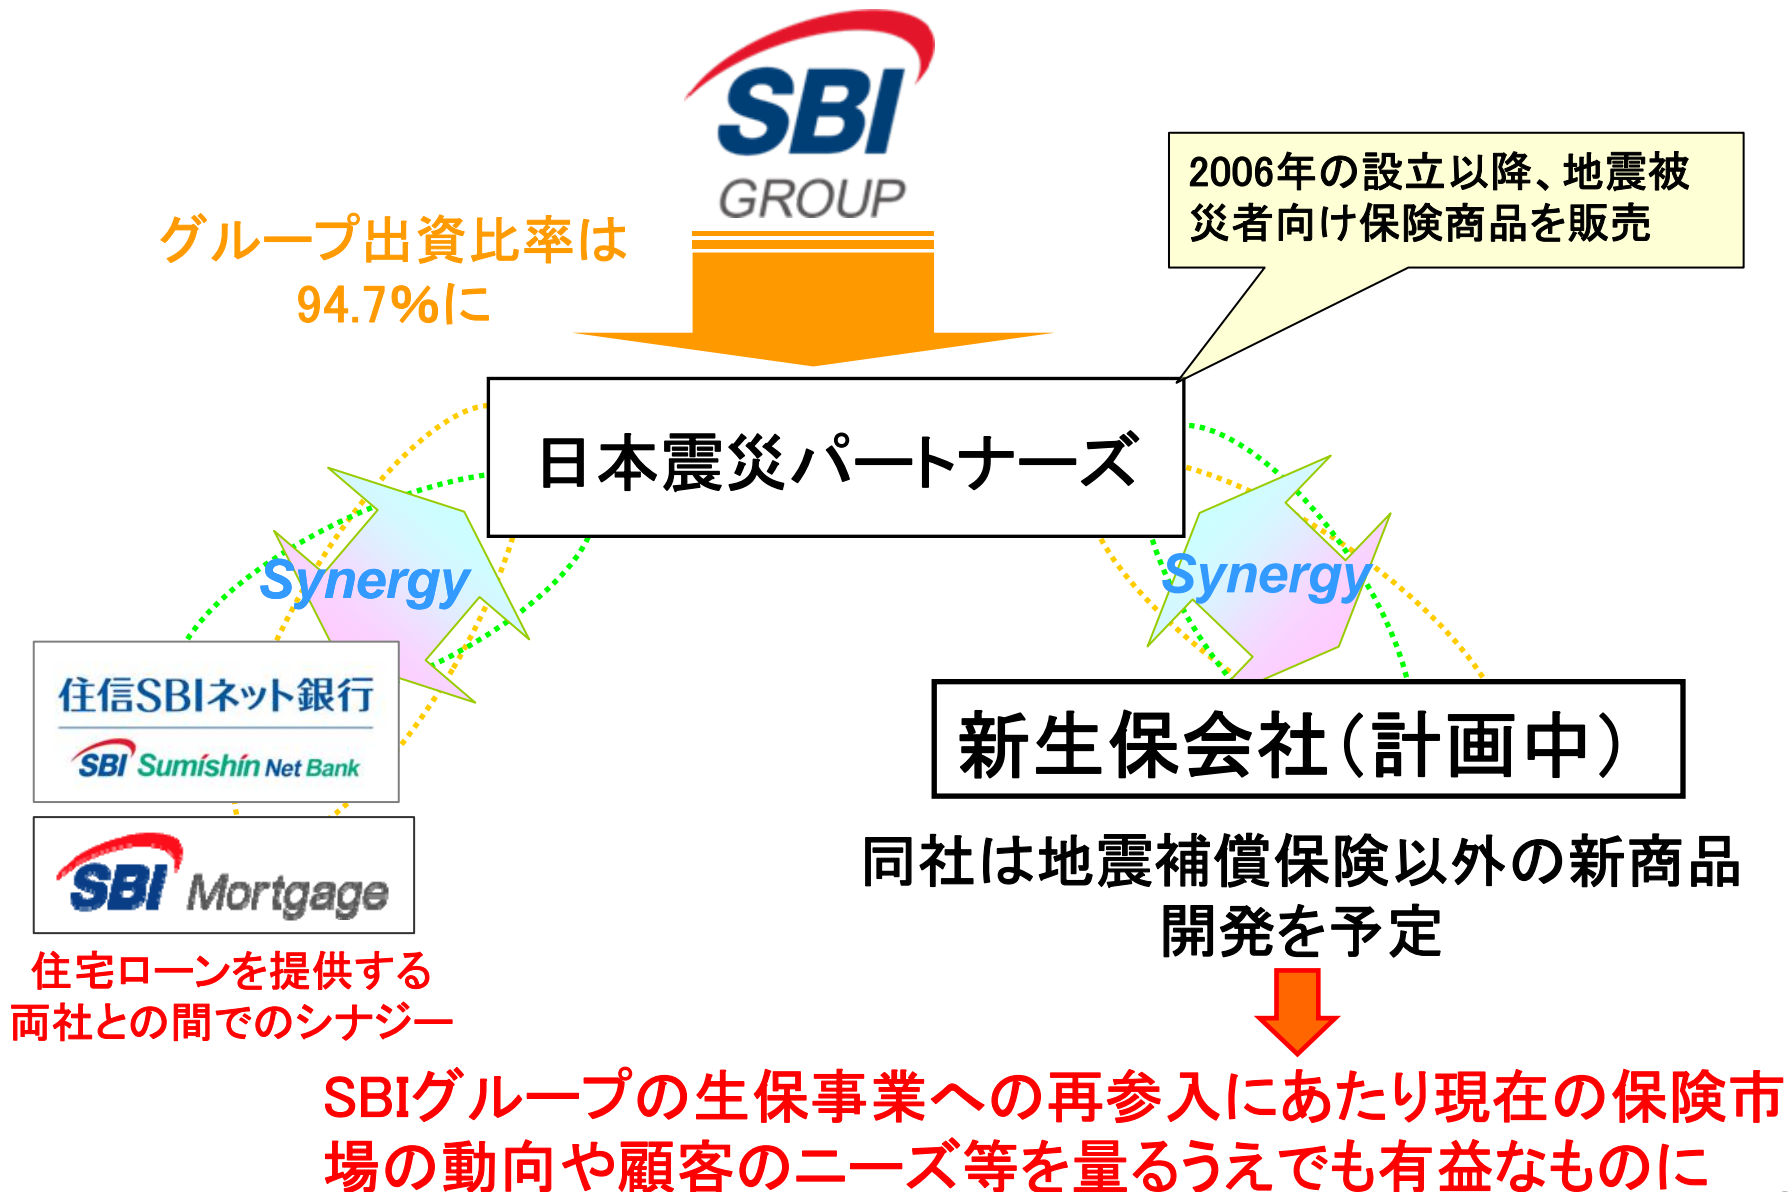 SBI
GROUP
2006年の設立以降、地震被
災者向け保険商品を販売
グループ出資比率は
94.7%に
日本震災パートナーズ
Synergy
Synergy
住信SBIネット銀行
SBI Sumishin Net Bank
SBI Mortgage
住宅ローンを提供する
両社との間でのシナジー
新生保会社(計画中)
同社は地震補償保険以外の新商品
開発を予定
SBIグループの生保事業への再参入にあたり現在の保険市
場の動向や顧客のニーズ等を量るうえでも有益なものに